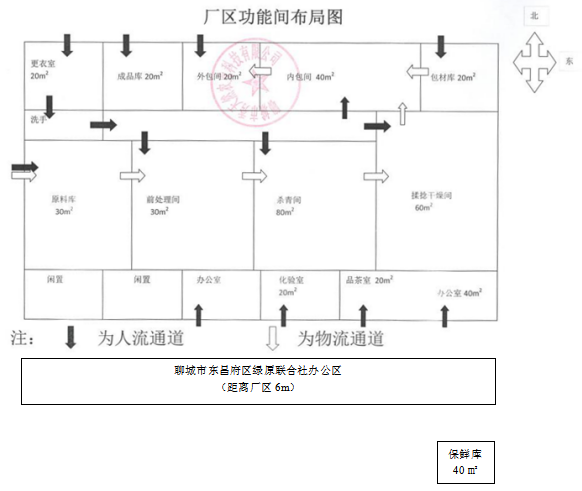 厂区功能间布局图
北
东
更衣室
20m²
成品库 20m²
外包间 20m²
内包间 40m²
包材库 20m²
洗手
原料库
30m²
前处理间
30m²
杀青间
80m²
揉捻干燥间
60m²
闲置
闲置
办公室
化验室
20m²
品茶室 20m²
办公室 40m²
注：
为人流通道
为物流通道
聊城市东昌府区绿原联合社办公区
（距离厂区 6m）
保鲜库
40 m²